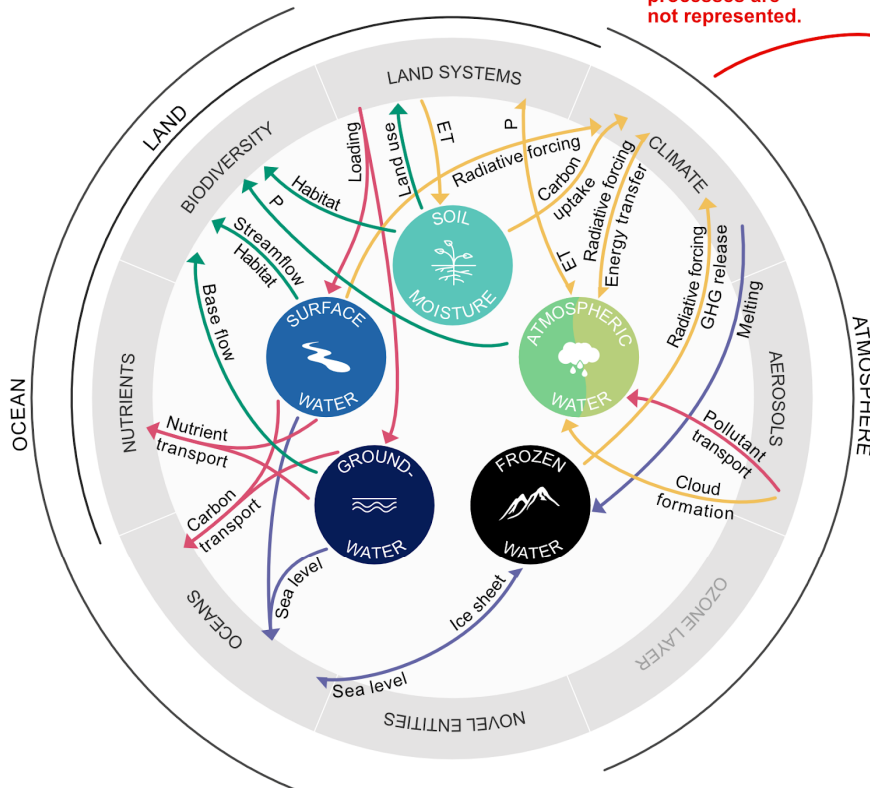 processes are
not represented.
LAND SYSTEMS
LAND
BIODIVERSITY
CLIMATE
NUTRIENTS
AEROSOLS
OCEAN
ATMOSPHERE
OCEANS
OZONE LAYER
NOVEL ENTITIES
Loading
Land use
ET
P
Radiative forcing
Carbon
uptake
Radiative forcing
Energy transfer
ET
Habitat
P
Streamflow
Habitat
Base flow
SOIL
MOISTURE
SURFACE
WATER
ATMOSPHERIC
WATER
Radiative forcing
GHG release
Melting
Nutrient
transport
Carbon
transport
GROUND-
WATER
FROZEN
WATER
Pollutant
transport
Cloud
formation
Sea level
Ice sheet
Sea level